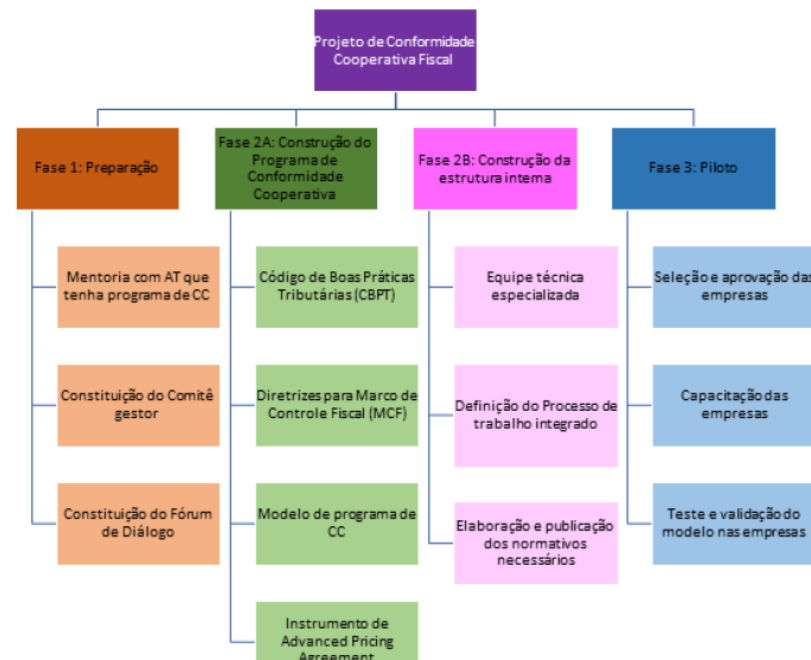 Projeto de Conformidade
Cooperativa Fiscal
Fase 1: Preparação
Mentoria com AT que
tenha programa de CC
Constituição do Comitê
gestor
Constituição do Fórum
de Diálogo
Fase 2A: Construção do
Programa de
Conformidade
Cooperativa
Código de Boas Práticas
Tributárias (CBPT)
Diretrizes para Marco de
Controle Fiscal (MCF)
Modelo de programa de
CC
Instrumento de
Advanced Pricing
Agreement
Fase 2B: Construção da
estrutura interna
Equipe técnica
especializada
Definição do Processo de
trabalho integrado
Elaboração e publicação
dos normativos
necessários
Fase 3: Piloto
Seleção e aprovação das
empresas
Capacitação das
empresas
Teste e validação do
modelo nas empresas